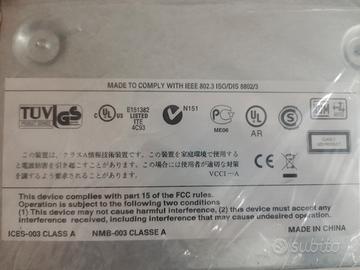 MADE TO COMPLY WITH IEEE 802.3 ISO/DIS 8802/3
TUV GS
C UL US
E151382
LISTED
ITE
4C93
N151
ME06
UL
AR
CLASS 1
LED PRODUCT
この装置は、クラスA情報技術装置です。この装置を家庭環境で使用すると電波妨害を引き起こすことがあります。この場合には使用者が適切な対策を講ずるよう要求されることがあります。 VCCI-A
CE
This device complies with part 15 of the FCC rules.
Operation is subject to the following two conditions
(1) This device may not cause harmful interference, (2) this device must accept any
interference received, including interference that may cause undesired operation.
ICES-003 CLASS A NMB-003 CLASSE A
MADE IN CHINA
subito